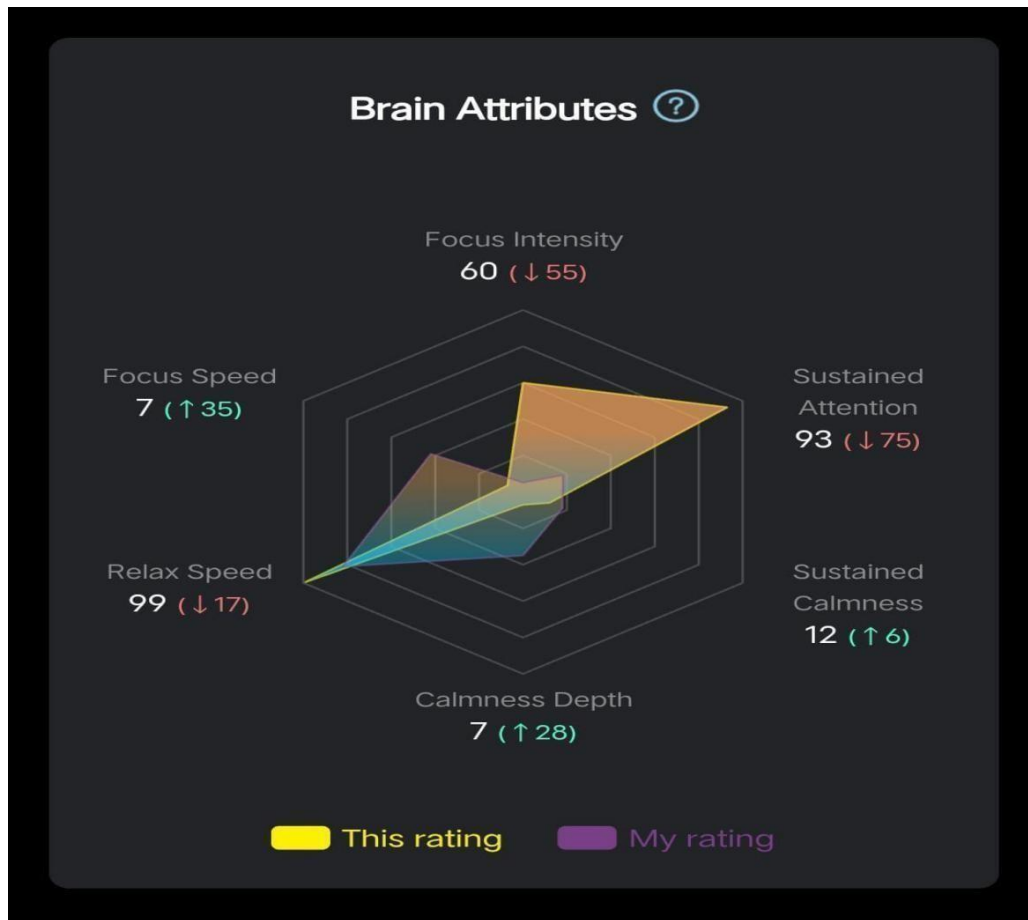 Brain Attributes ?
Focus Intensity
60 (↓55)
Focus Speed
7 (↑35)
Sustained
Attention
93 (↓75)
Relax Speed
99 (↓17)
Sustained
Calmness
12 (↑6)
Calmness Depth
7 (↑28)
This rating
My rating